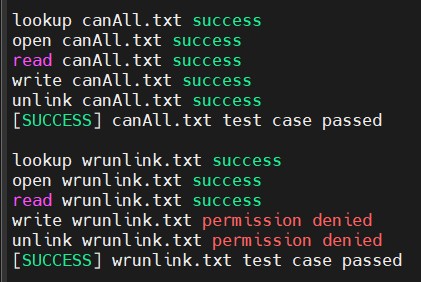 lookup canAll.txt success
open canAll.txt success
read canAll.txt success
write canAll.txt success
unlink canAll.txt success
[SUCCESS] canAll.txt test case passed
lookup wrunlink.txt success
open wrunlink.txt success
read wrunlink.txt success
write wrunlink.txt permission denied
unlink wrunlink.txt permission denied
[SUCCESS] wrunlink.txt test case passed